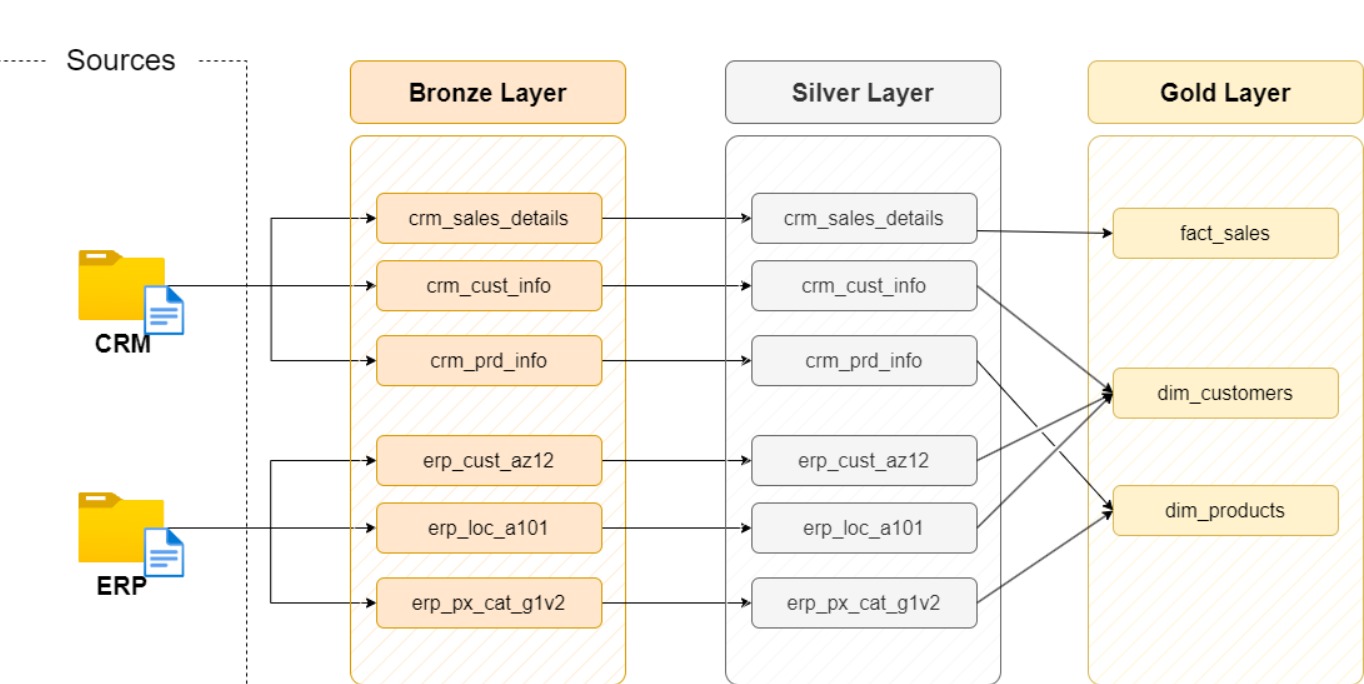 Sources
Bronze Layer
Silver Layer
Gold Layer
crm_sales_details
crm_sales_details
fact_sales
crm_cust_info
crm_cust_info
CRM
crm_prd_info
crm_prd_info
dim_customers
erp_cust_az12
erp_cust_az12
dim_products
erp_loc_a101
erp_loc_a101
ERP
erp_px_cat_g1v2
erp_px_cat_g1v2